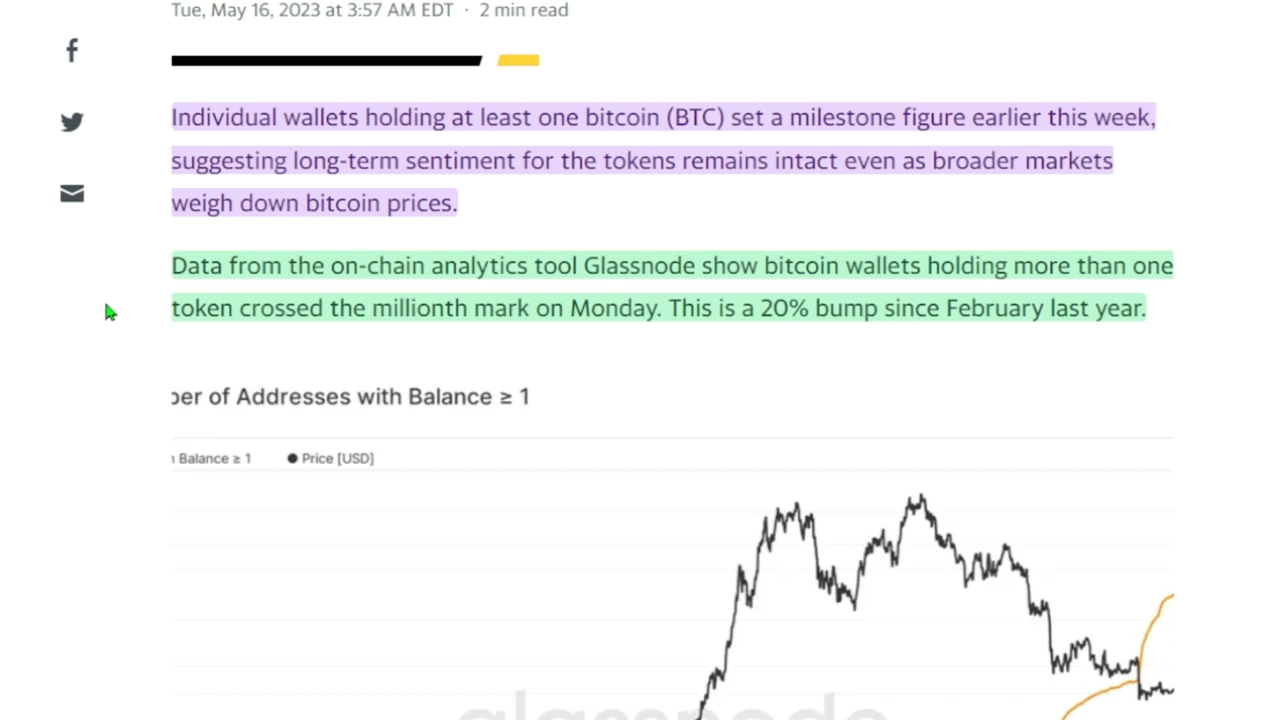 Tue, May 16, 2023 at 3:57 AM EDT · 2 min read
Individual wallets holding at least one bitcoin (BTC) set a milestone figure earlier this week,
suggesting long-term sentiment for the tokens remains intact even as broader markets
weigh down bitcoin prices.
Data from the on-chain analytics tool Glassnode show bitcoin wallets holding more than one
token crossed the millionth mark on Monday. This is a 20% bump since February last year.
ber of Addresses with Balance ≥ 1
Balance ≥ 1 Price [USD]
glassnode